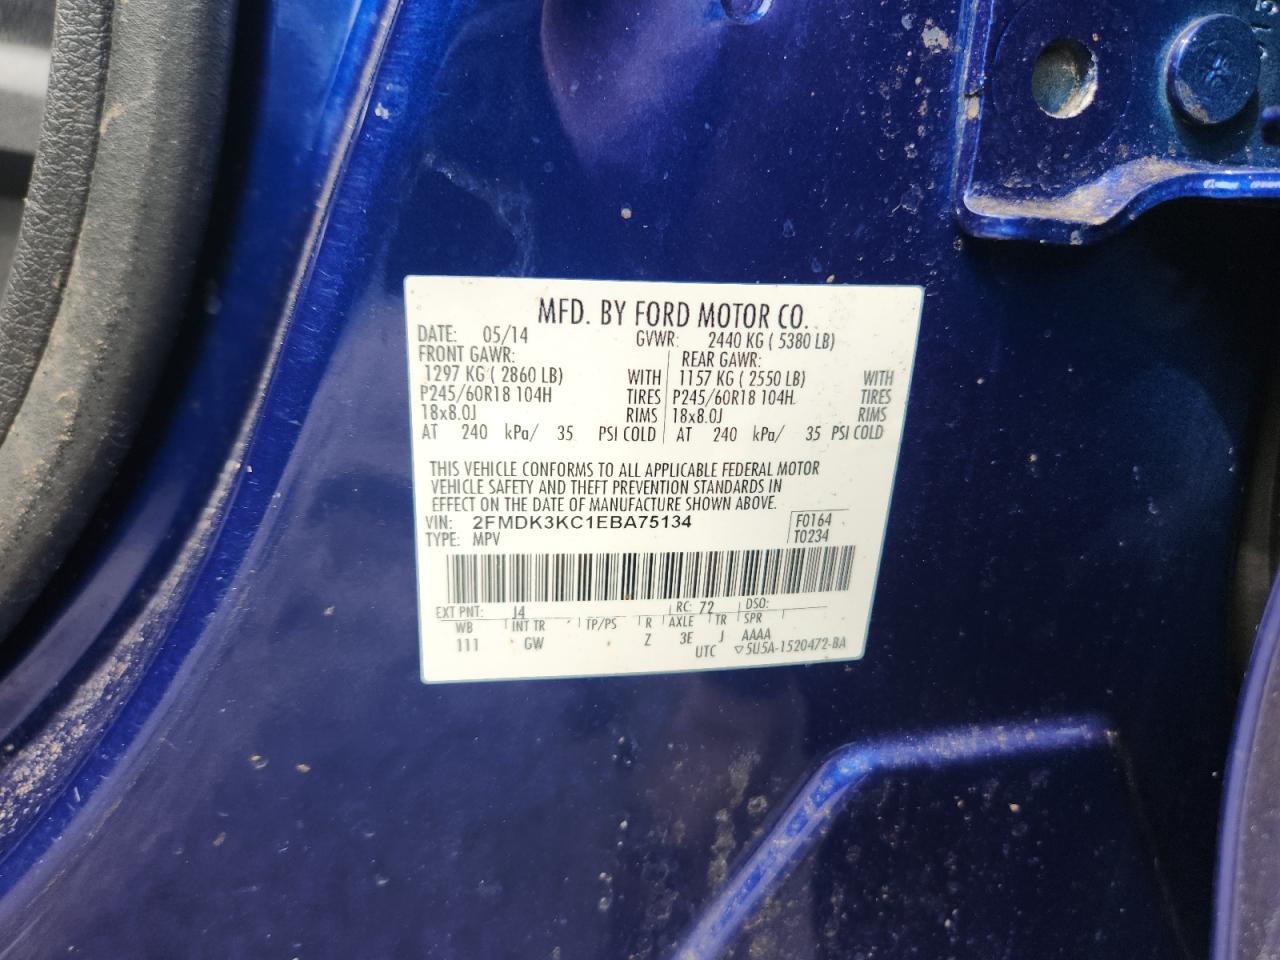 MFD. BY FORD MOTOR CO.
DATE: 05/14 GVWR: 2440 KG ( 5380 LB)
FRONT GAWR: REAR GAWR:
1297 KG ( 2860 LB) WITH 1157 KG ( 2550 LB) WITH
P245/60R18 104H TIRES P245/60R18 104H TIRES
18x8.0J RIMS 18x8.0J RIMS
AT 240 kPa/ 35 PSI COLD AT 240 kPa/ 35 PSI COLD
THIS VEHICLE CONFORMS TO ALL APPLICABLE FEDERAL MOTOR
VEHICLE SAFETY AND THEFT PREVENTION STANDARDS IN
EFFECT ON THE DATE OF MANUFACTURE SHOWN ABOVE.
VIN: 2FMDK3KC1EBA75134 F0164
TYPE: MPV T0234
EXT PNT: J4 RC: 72 DSO:
WB INT TR TP/PS R AXLE TR SPR
111 GW Z 3E J AAAA
UTC ▽5U5A-1520472-BA